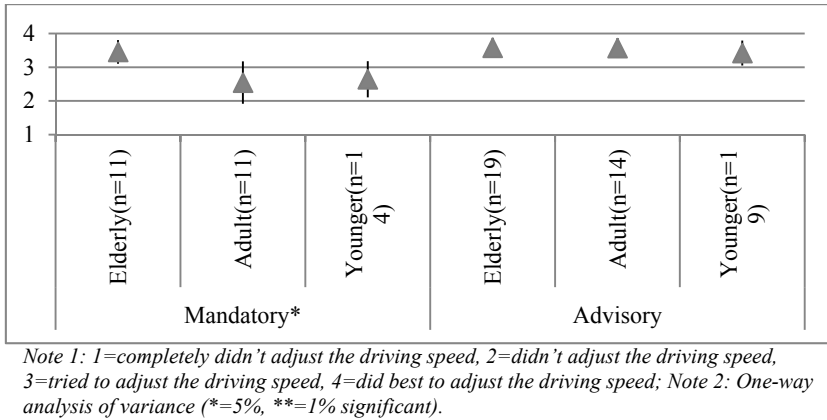 4
3
2
1
Elderly(n=11)
Adult(n=11)
Younger(n=1
4)
Elderly(n=19)
Adult(n=14)
Younger(n=1
9)
Mandatory*
Advisory
Note 1: 1=completely didn’t adjust the driving speed, 2=didn’t adjust the driving speed,
3=tried to adjust the driving speed, 4=did best to adjust the driving speed; Note 2: One-way
analysis of variance (*=5%, **=1% significant).